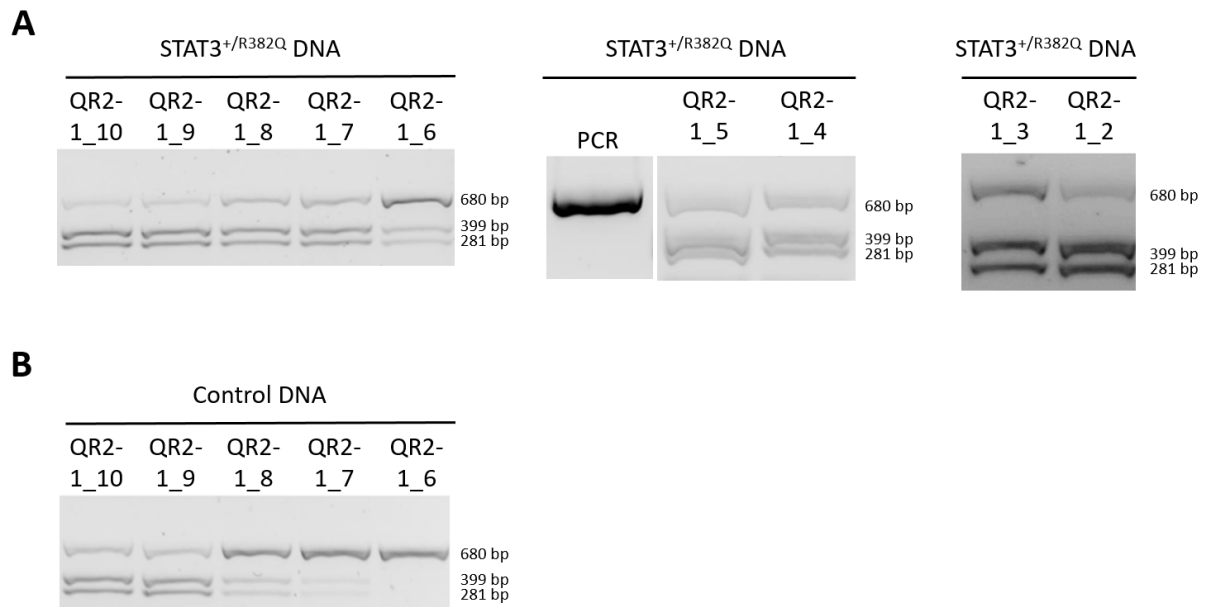 A
STAT3+/R382Q DNA
QR2-
1_10
QR2-
1_9
QR2-
1_8
QR2-
1_7
QR2-
1_6
680 bp
399 bp
281 bp
STAT3+/R382Q DNA
PCR
QR2-
1_5
QR2-
1_4
680 bp
399 bp
281 bp
STAT3+/R382Q DNA
QR2-
1_3
QR2-
1_2
680 bp
399 bp
281 bp
B
Control DNA
QR2-
1_10
QR2-
1_9
QR2-
1_8
QR2-
1_7
QR2-
1_6
680 bp
399 bp
281 bp